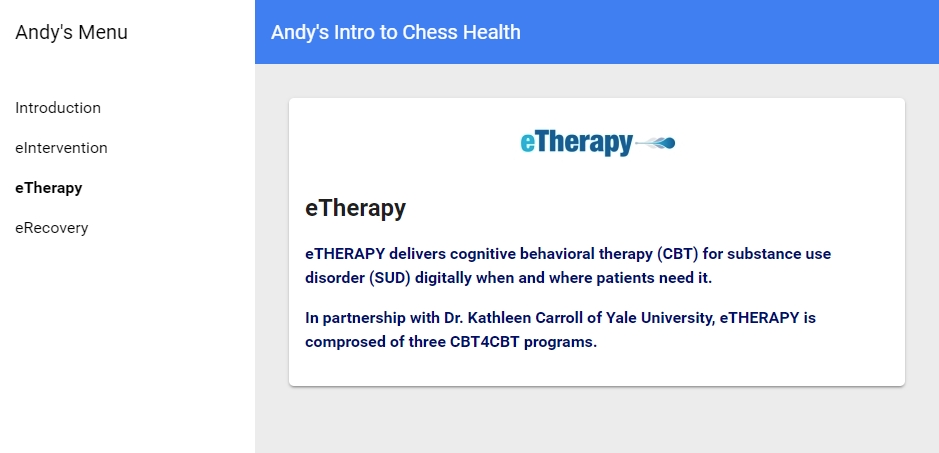 Andy's Menu
Andy's Intro to Chess Health
Introduction
eIntervention
eTherapy
eRecovery
eTherapy
eTherapy
eTHERAPY delivers cognitive behavioral therapy (CBT) for substance use
disorder (SUD) digitally when and where patients need it.
In partnership with Dr. Kathleen Carroll of Yale University, eTHERAPY is
comprosed of three CBT4CBT programs.